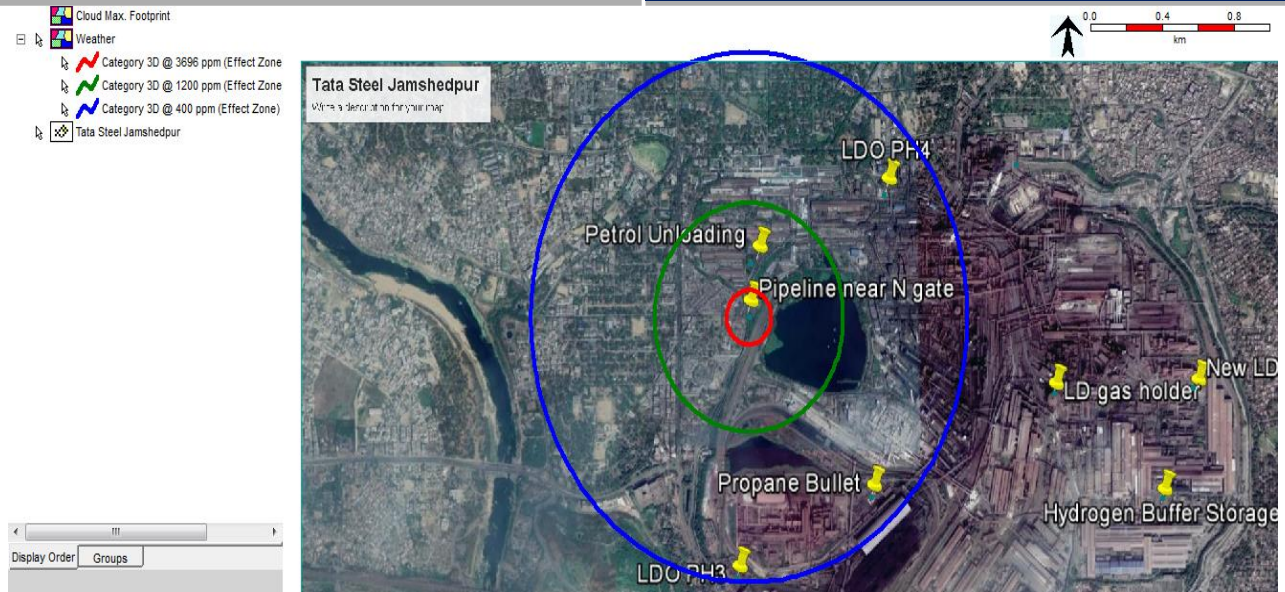 Cloud Max. Footprint
Weather
Category 3D @ 3696 ppm (Effect Zone
Category 3D @ 1200 ppm (Effect Zone
Category 3D @ 400 ppm (Effect Zone)
Tata Steel Jamshedpur
0.0 0.4 0.8
km
Tata Steel Jamshedpur
Write a description for your map
LDO PH4
Petrol Unloading
Pipeline near N gate
New LD
LD gas holder
Propane Bullet
Hydrogen Buffer Storage
LDO PH3
Display Order Groups